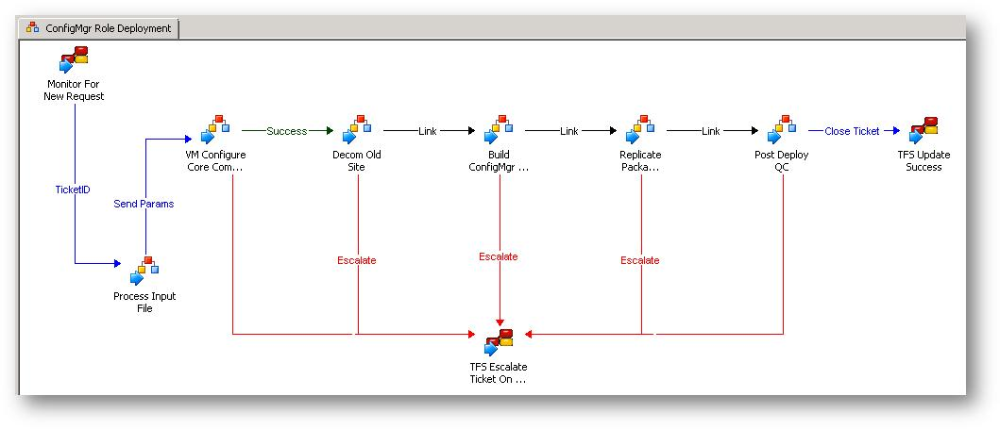 ConfigMgr Role Deployment
Monitor For
New Request
TicketID
Send Params
Process Input
File
VM Configure
Core Com...
Success
Decom Old
Site
Link
Build
ConfigMgr ...
Link
Replicate
Packa...
Link
Post Deploy
QC
Close Ticket
TFS Update
Success
Escalate
Escalate
Escalate
TFS Escalate
Ticket On ...